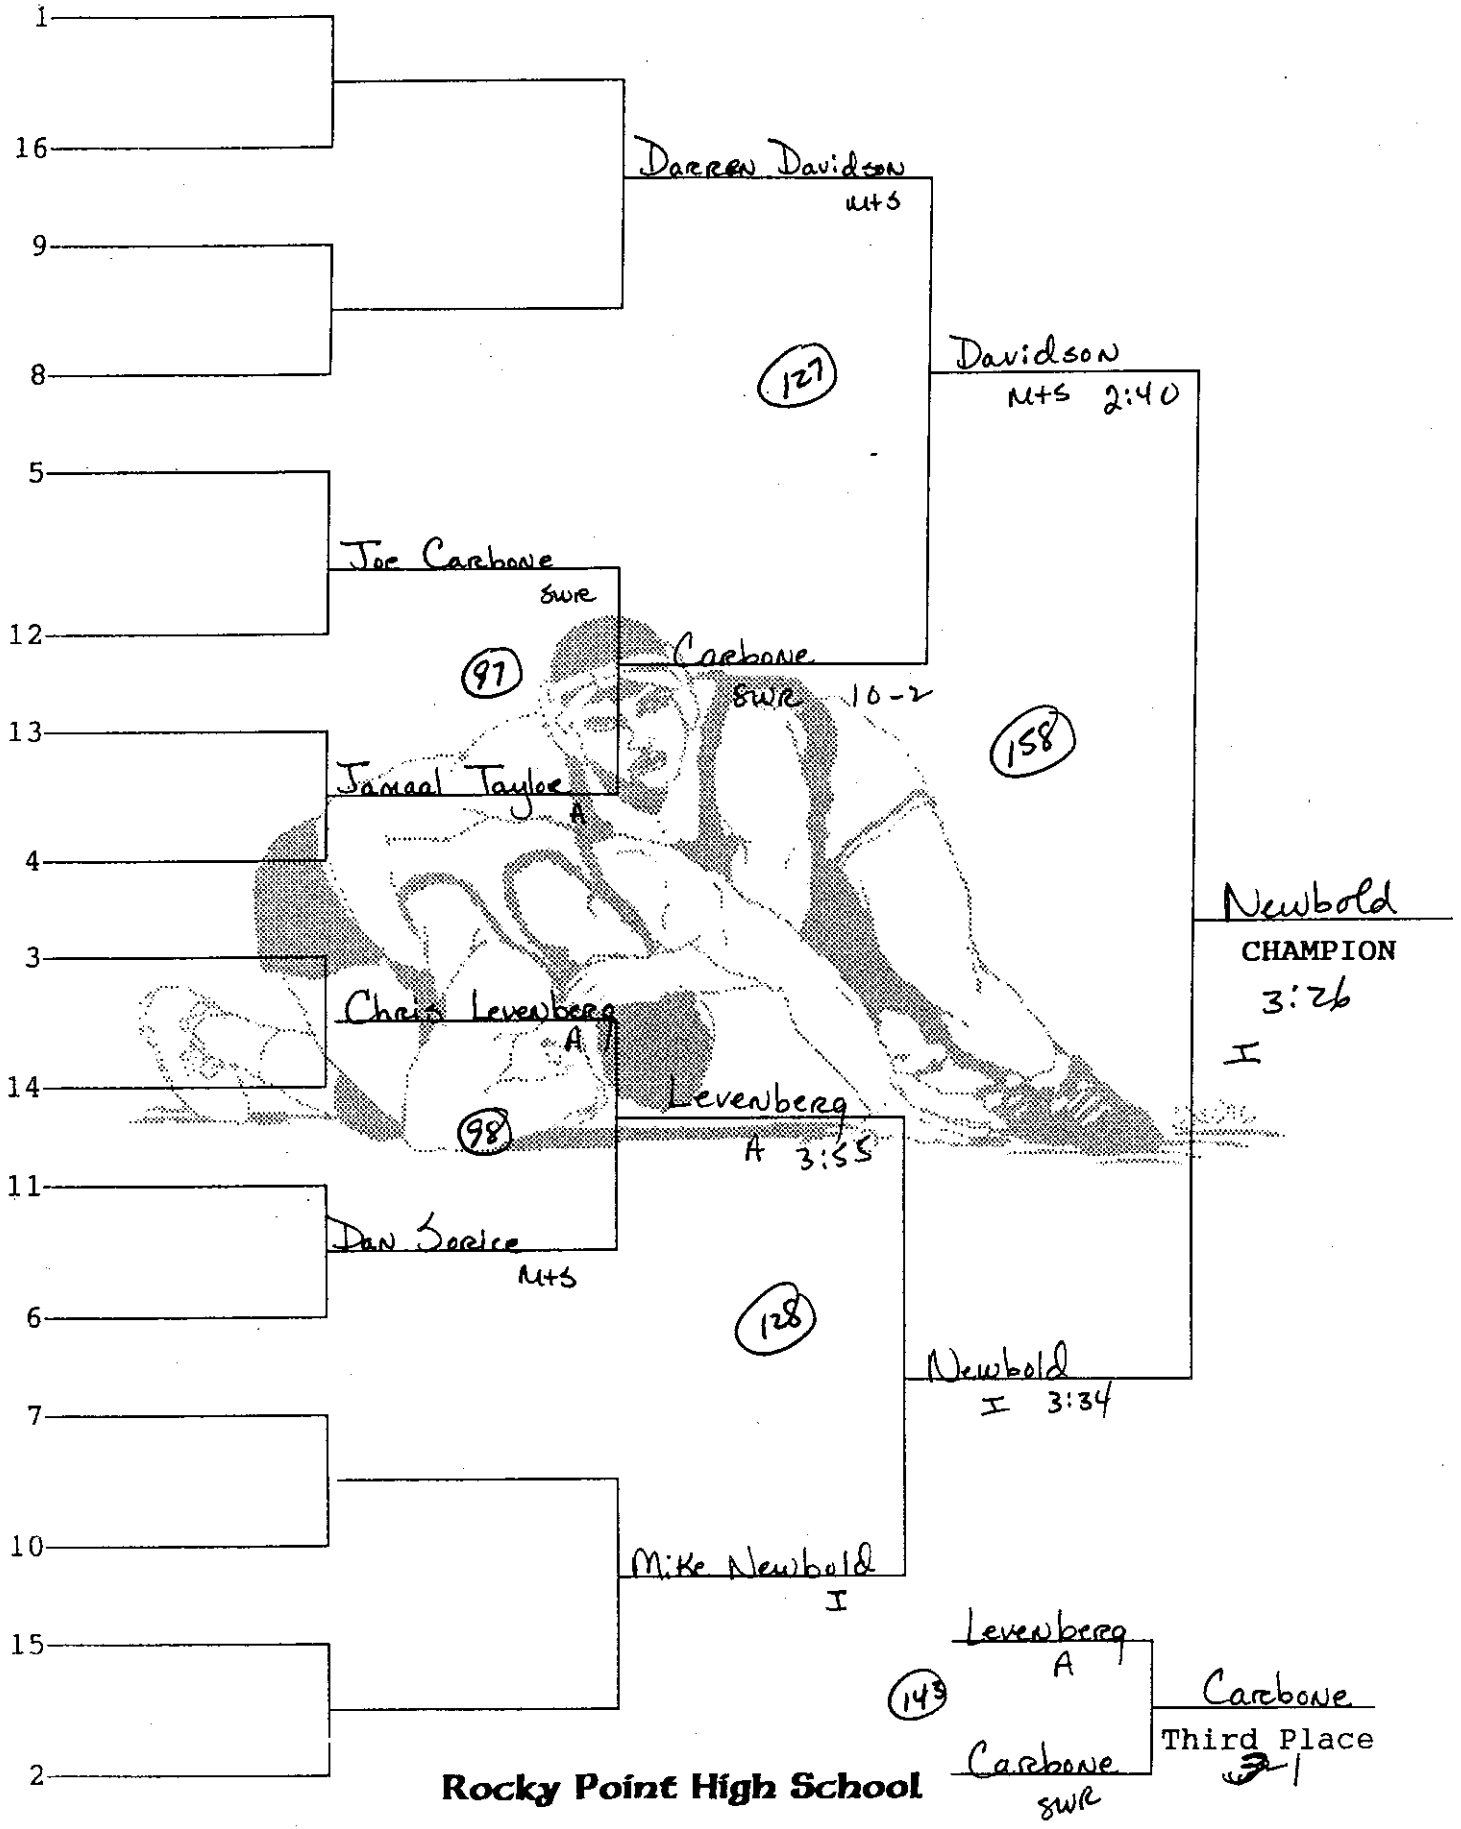 1
16
Darren Davidson
M+S
9
8
127
Davidson
M+S 2:40
5
Joe Carbone
SWR
12
97
Carbone
SWR 10-2
13
158
Jamaal Taylor
A
4
Newbold
CHAMPION
3:26
I
3
Chris Levenberg
A
14
98
Levenberg
A 3:55
11
Dan Sorice
M+S
6
128
Newbold
I 3:34
7
10
Mike Newbold
I
15
Levenberg
A
143
Carbone
Third Place
2
Carbone
SWR
Rocky Point High School